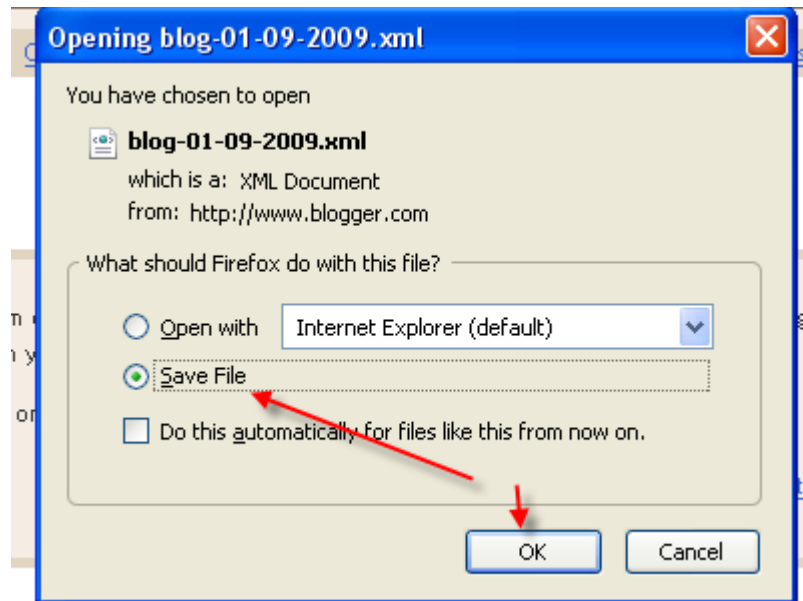 Opening blog-01-09-2009.xml
You have chosen to open
blog-01-09-2009.xml
which is a: XML Document
from: http://www.blogger.com
What should Firefox do with this file?
Open with Internet Explorer (default)
Save File
Do this automatically for files like this from now on.
OK Cancel